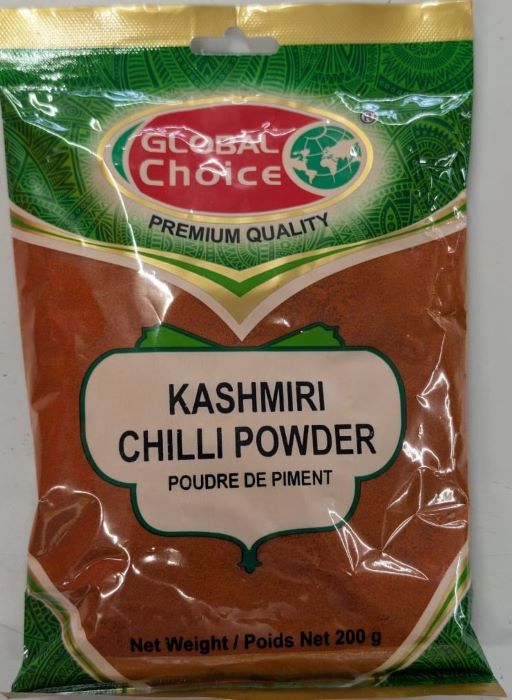 ®
GLOBAL
Choice
PREMIUM QUALITY
KASHMIRI
CHILLI POWDER
POUDRE DE PIMENT
Net Weight / Poids Net 200 g